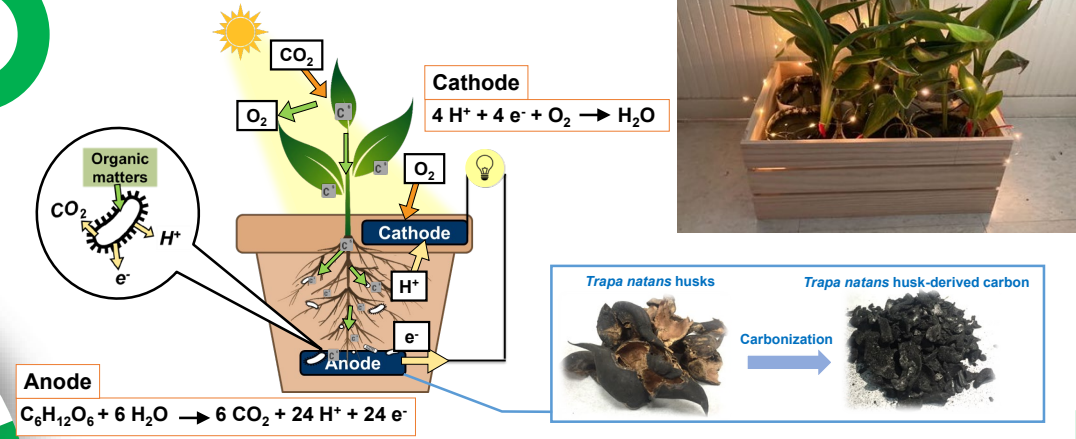 CO₂
O₂
Cathode
4 H⁺ + 4 e⁻ + O₂ → H₂O
Organic
matters
CO₂
H⁺
e⁻
O₂
Cathode
H⁺
e⁻
Anode
Anode
C₆H₁₂O₆ + 6 H₂O → 6 CO₂ + 24 H⁺ + 24 e⁻
Trapa natans husks
Trapa natans husk-derived carbon
Carbonization